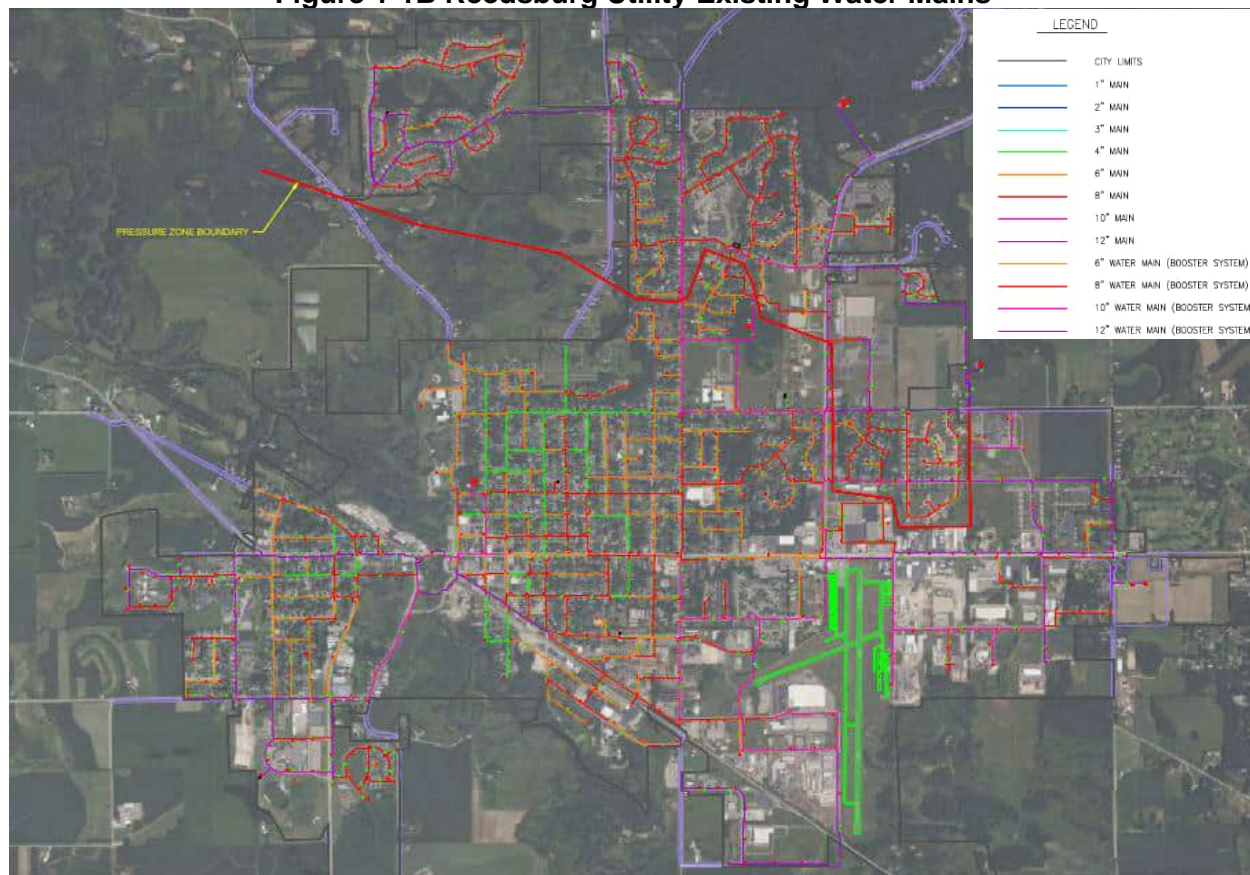 Figure 1-1B Reedsburg Utility Existing Water Mains
LEGEND
CITY LIMITS
1" MAIN
2" MAIN
3" MAIN
4" MAIN
6" MAIN
8" MAIN
10" MAIN
12" MAIN
6" WATER MAIN (BOOSTER SYSTEM)
8" WATER MAIN (BOOSTER SYSTEM)
10" WATER MAIN (BOOSTER SYSTEM
12" WATER MAIN (BOOSTER SYSTEM
PRESSURE ZONE BOUNDARY